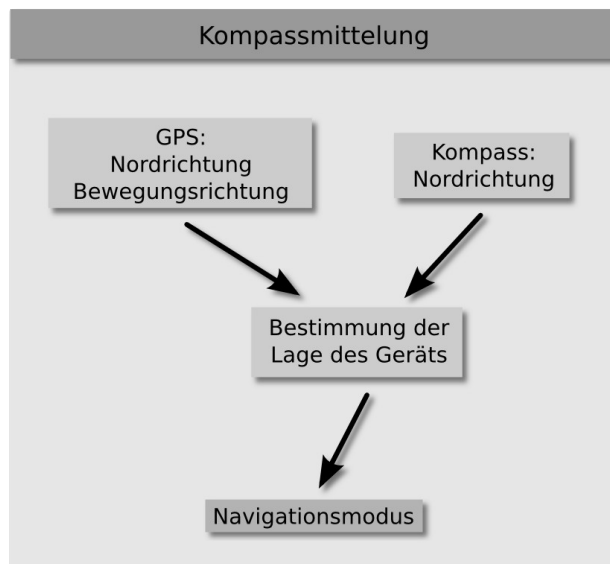 Kompassmittelung
GPS:
Nordrichtung
Bewegungsrichtung
Kompass:
Nordrichtung
Bestimmung der
Lage des Geräts
Navigationsmodus